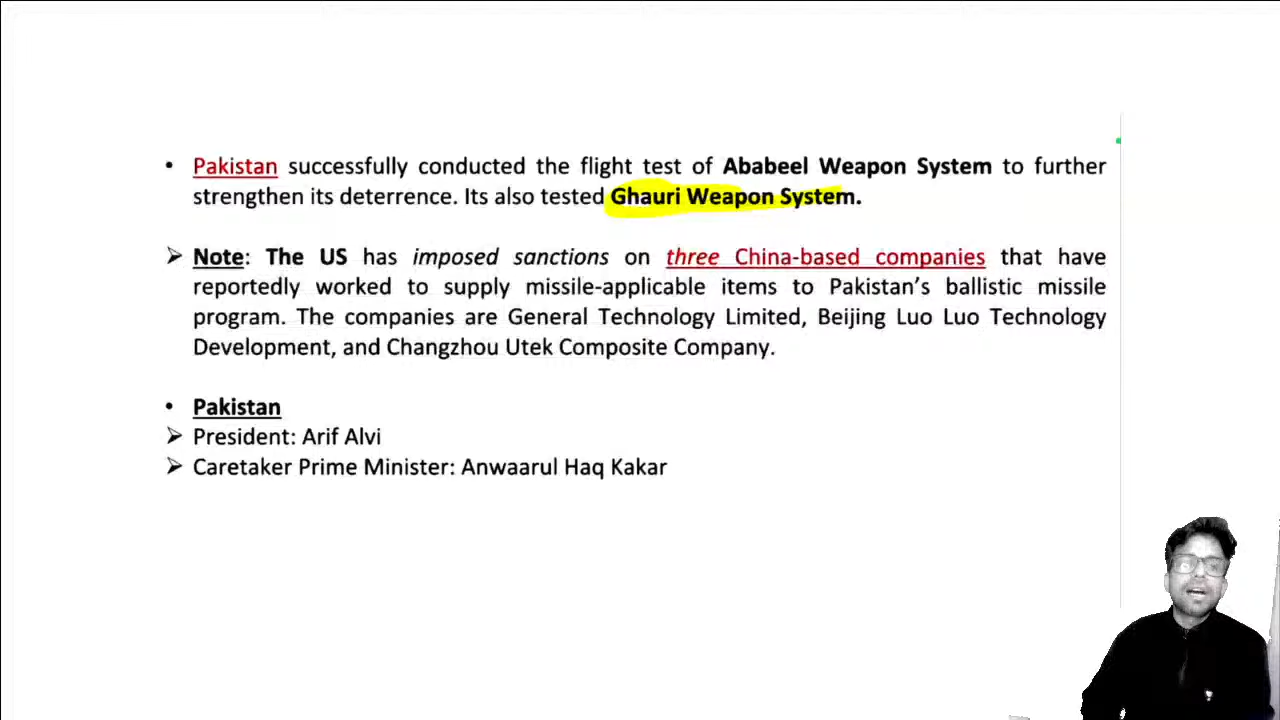 • Pakistan successfully conducted the flight test of Ababeel Weapon System to further
strengthen its deterrence. Its also tested Ghauri Weapon System.
➢ Note: The US has imposed sanctions on three China-based companies that have
reportedly worked to supply missile-applicable items to Pakistan’s ballistic missile
program. The companies are General Technology Limited, Beijing Luo Luo Technology
Development, and Changzhou Utek Composite Company.
• Pakistan
➢ President: Arif Alvi
➢ Caretaker Prime Minister: Anwaarul Haq Kakar